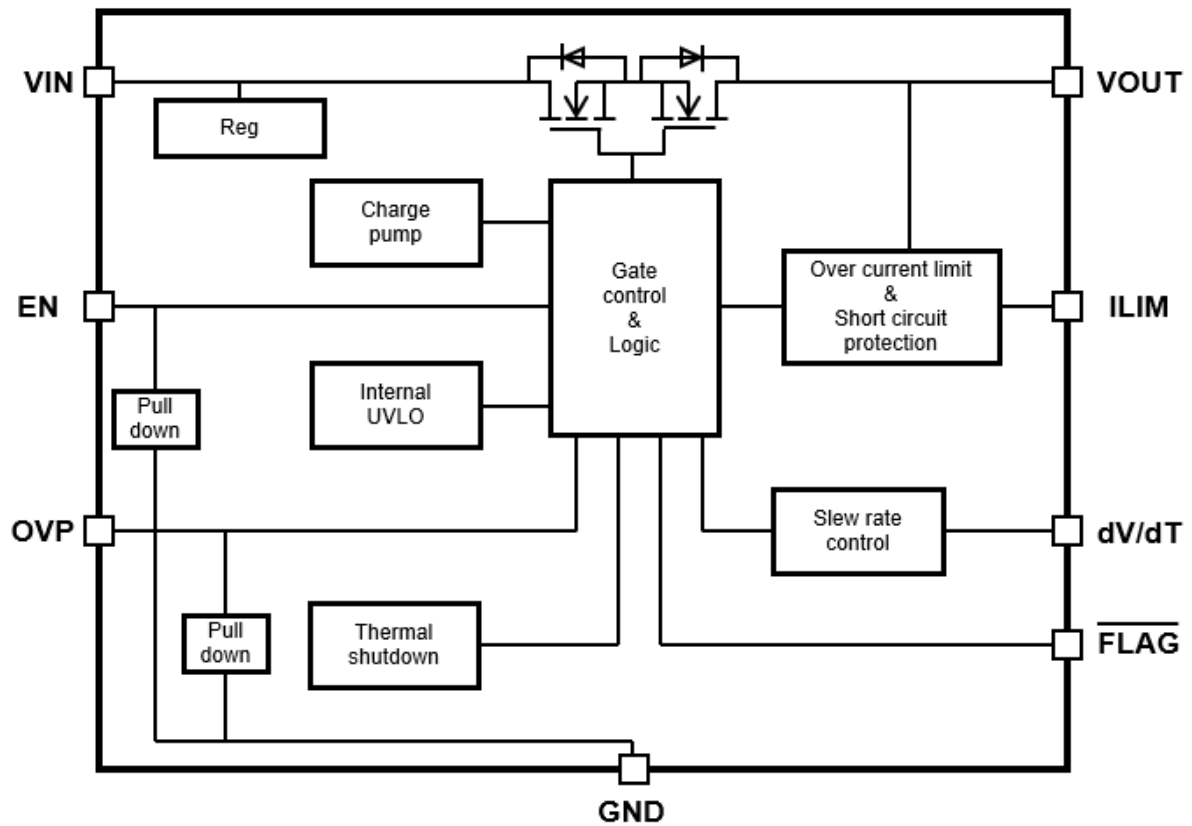 VIN
VOUT
Reg
Charge
pump
Gate
control
&
Logic
Over current limit
&
Short circuit
protection
EN
ILIM
Internal
UVLO
Pull
down
OVP
Slew rate
control
dV/dT
Pull
down
Thermal
shutdown
FLAG
GND